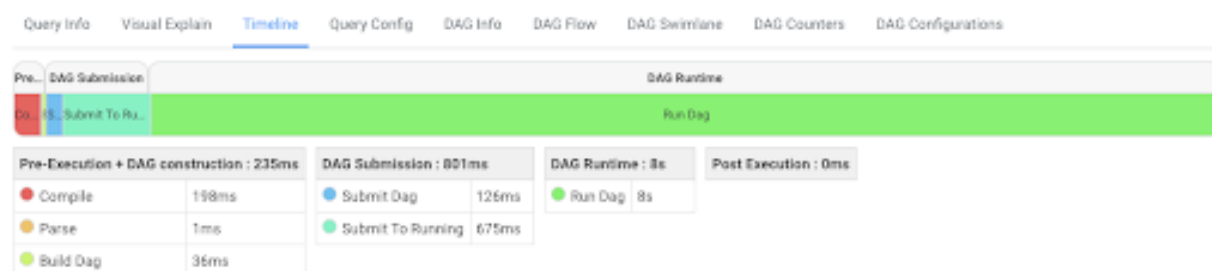 Query Info Visual Explain Timeline Query Config DAG Info DAG Flow DAG Swimlane DAG Counters DAG Configurations
Pre... DAG Submission DAG Runtime
Co... S... Submit To Ru... Run Dag
Pre-Execution + DAG construction : 235ms DAG Submission : 801ms DAG Runtime : 8s Post Execution : 0ms
Compile 198ms Submit Dag 126ms Run Dag 8s
Parse 1ms Submit To Running 675ms
Build Dag 36ms